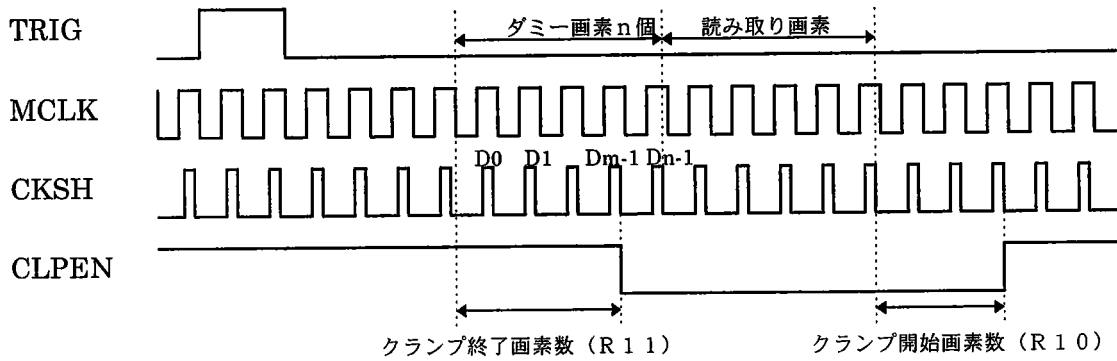 TRIG
ダミー画素n個
読み取り画素
MCLK
D0 D1 Dm-1 Dn-1
CKSH
CLPEN
クランプ終了画素数(R11)
クランプ開始画素数(R10)